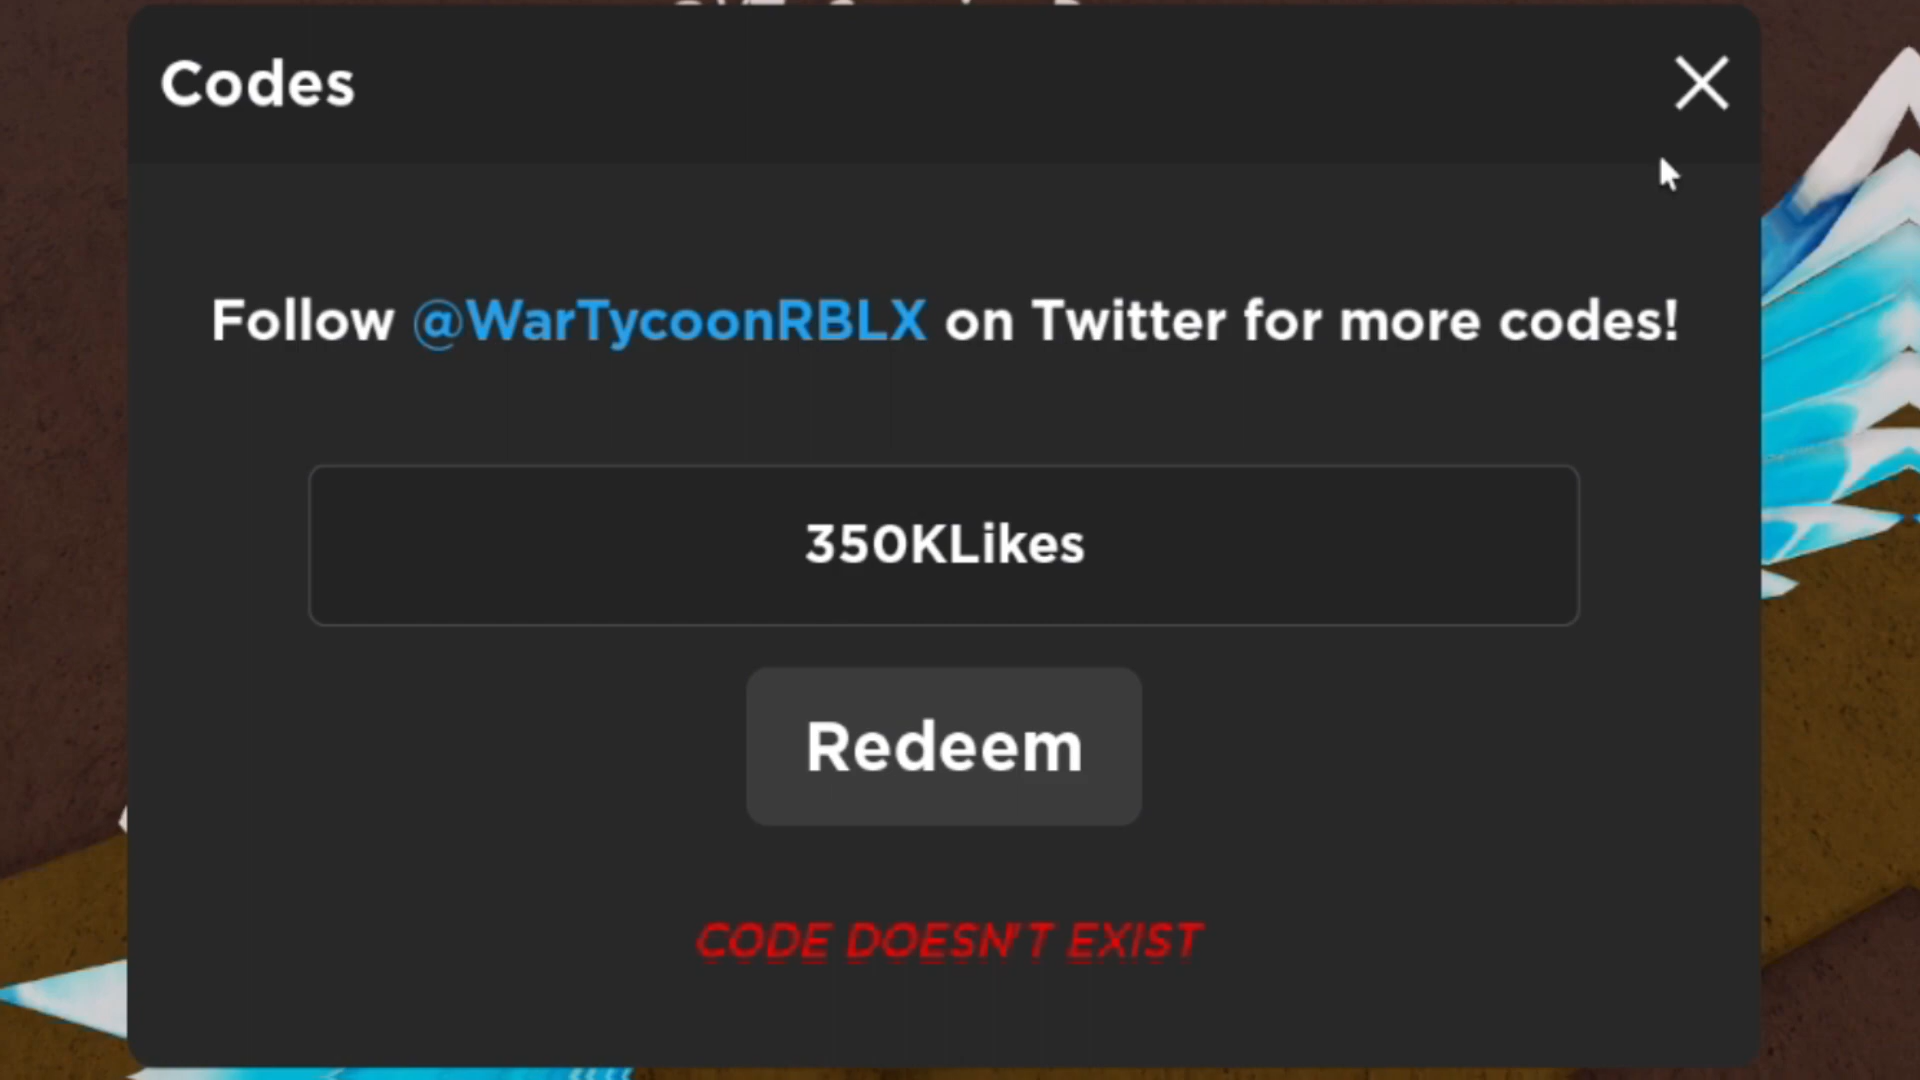 Codes
Follow @WarTycoonRBLX on Twitter for more codes!
350KLikes
Redeem
CODE DOESN'T EXIST